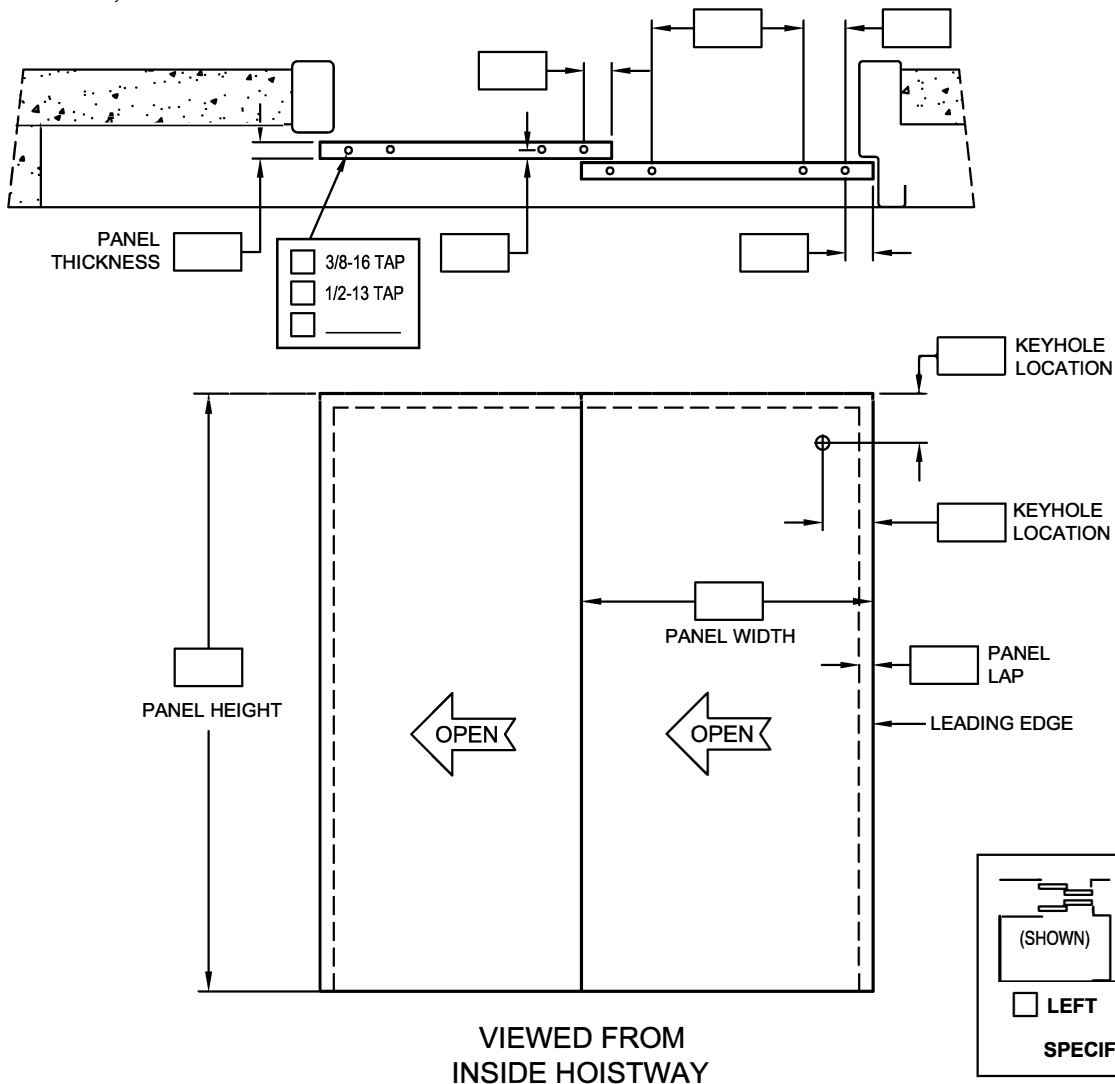 PANEL
THICKNESS
3/8-16 TAP
1/2-13 TAP
KEYHOLE
LOCATION
KEYHOLE
LOCATION
PANEL WIDTH
PANEL
LAP
PANEL HEIGHT
LEADING EDGE
OPEN
OPEN
(SHOWN)
LEFT
SPECIF
VIEWED FROM
INSIDE HOISTWAY